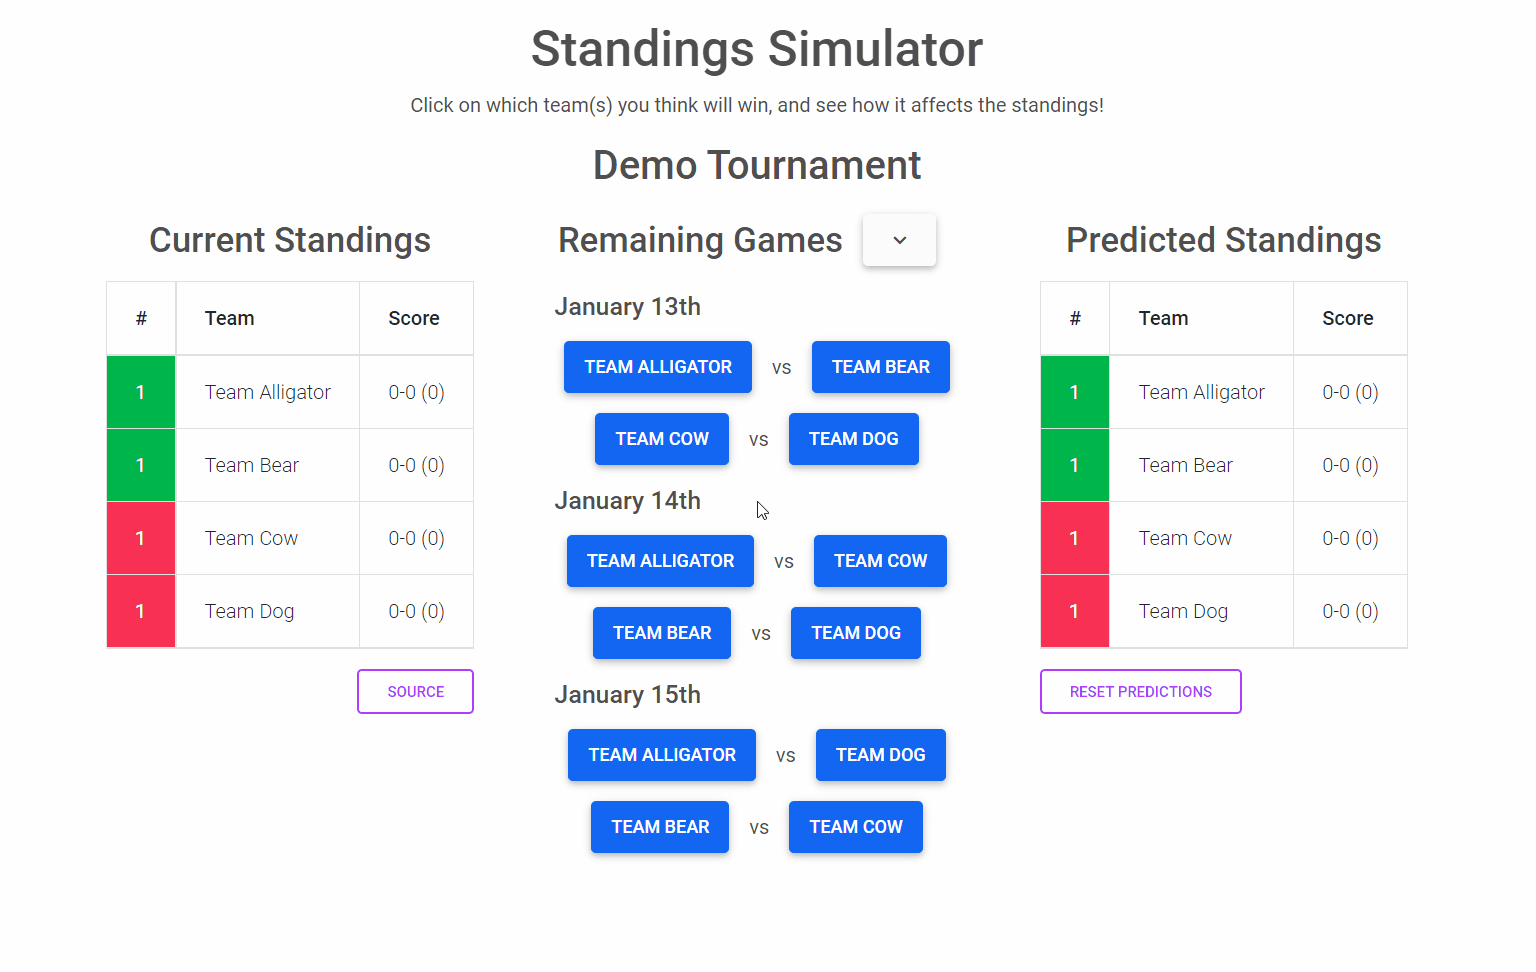 Standings Simulator
Click on which team(s) you think will win, and see how it affects the standings!
Demo Tournament
Current Standings
# Team Score
1 Team Alligator 0-0 (0)
1 Team Bear 0-0 (0)
1 Team Cow 0-0 (0)
1 Team Dog 0-0 (0)
SOURCE
Remaining Games
January 13th
TEAM ALLIGATOR vs TEAM BEAR
TEAM COW vs TEAM DOG
January 14th
TEAM ALLIGATOR vs TEAM COW
TEAM BEAR vs TEAM DOG
January 15th
TEAM ALLIGATOR vs TEAM DOG
TEAM BEAR vs TEAM COW
Predicted Standings
# Team Score
1 Team Alligator 0-0 (0)
1 Team Bear 0-0 (0)
1 Team Cow 0-0 (0)
1 Team Dog 0-0 (0)
RESET PREDICTIONS